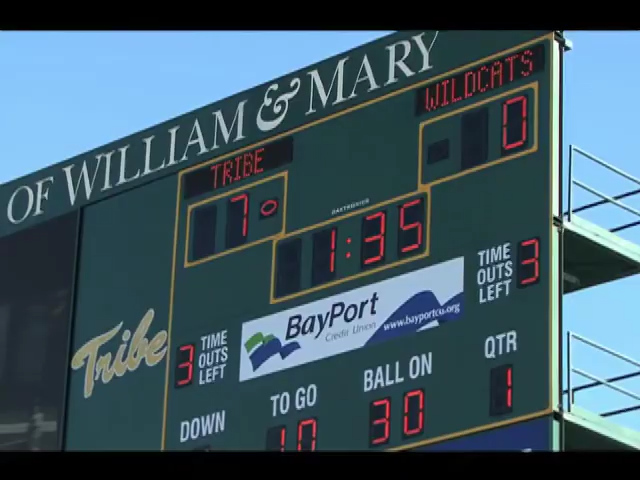 OF WILLIAM & MARY
TRIBE
WILDCATS
7
0
DAKTRONICS
1:35
Tribe
3 TIME OUTS LEFT
BayPort
Credit Union
www.bayportcu.org
TIME OUTS LEFT 3
DOWN
TO GO
10
BALL ON
30
QTR
1